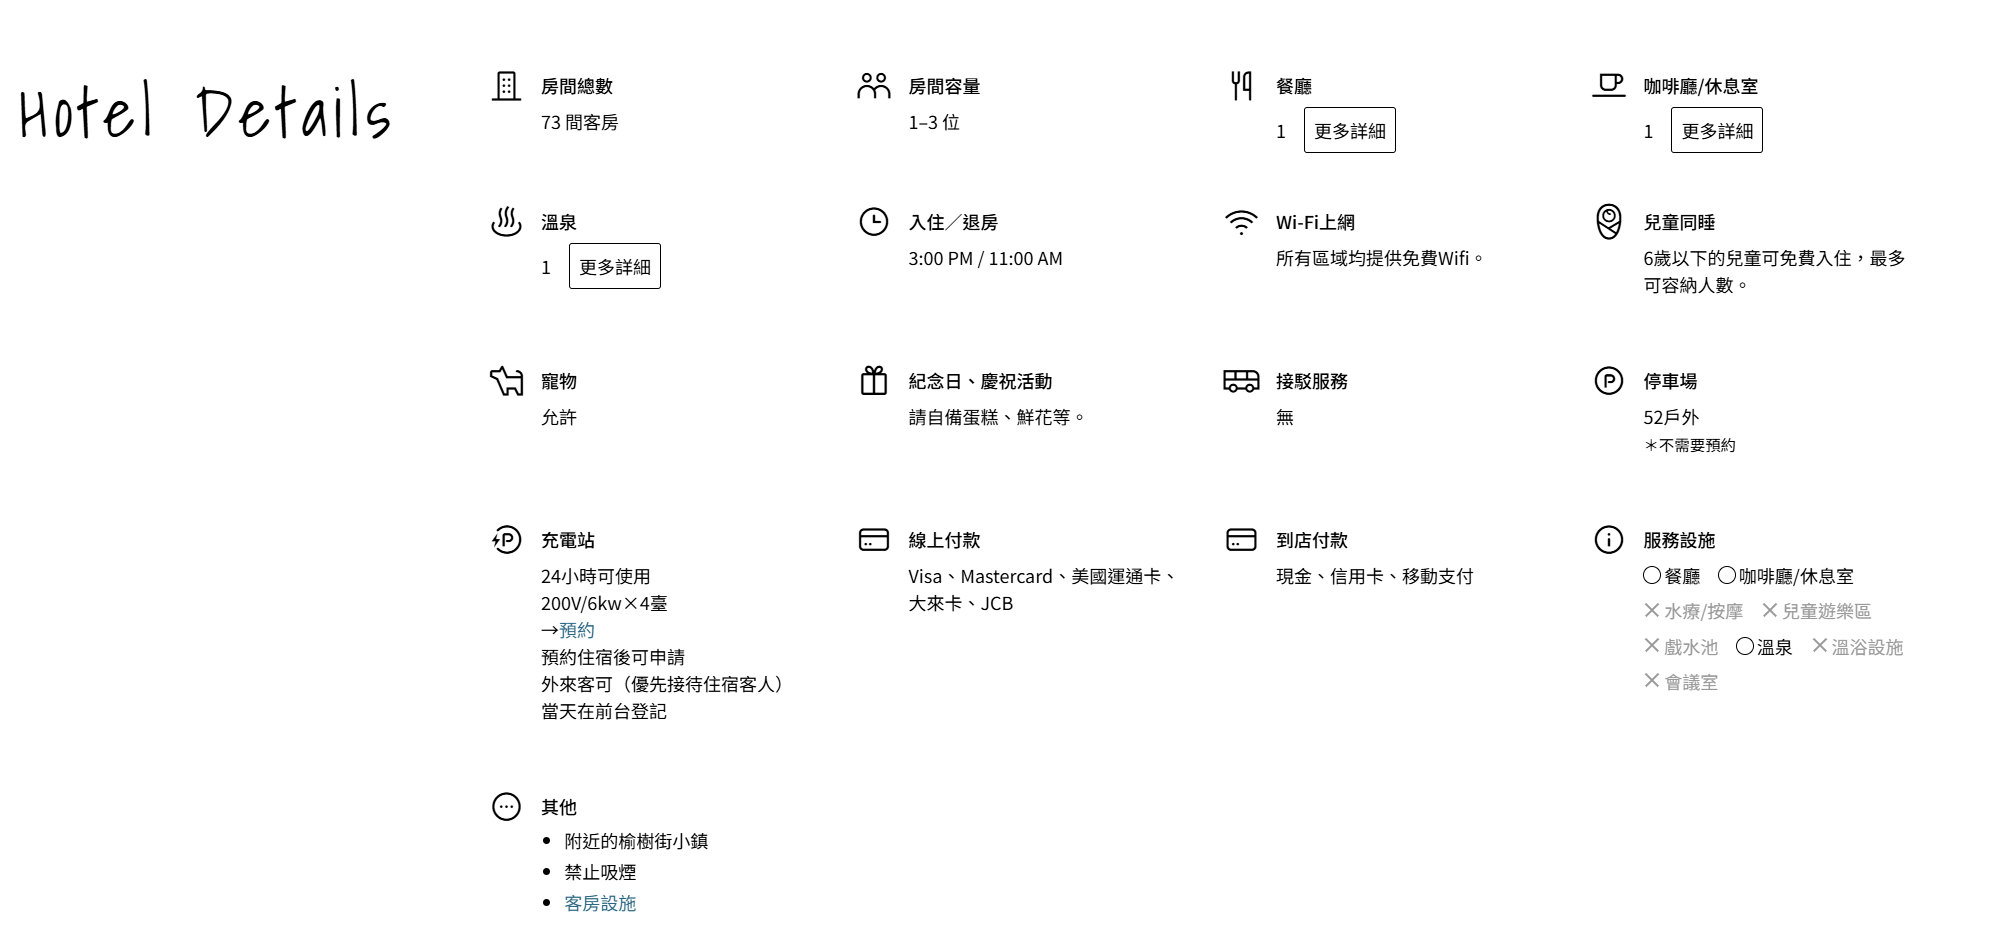 Hotel Details
房間總數
73 間客房
房間容量
1–3 位
餐廳
1 更多詳細
咖啡廳/休息室
1 更多詳細
溫泉
1 更多詳細
入住／退房
3:00 PM / 11:00 AM
Wi-Fi上網
所有區域均提供免費Wifi。
兒童同睡
6歲以下的兒童可免費入住，最多
可容納人數。
寵物
允許
紀念日、慶祝活動
請自備蛋糕、鮮花等。
接駁服務
無
停車場
52戶外
＊不需要預約
充電站
24小時可使用
200V/6kw×4臺
→預約
預約住宿後可申請
外來客可（優先接待住宿客人）
當天在前台登記
線上付款
Visa、Mastercard、美國運通卡、
大來卡、JCB
到店付款
現金、信用卡、移動支付
服務設施
◯餐廳 ◯咖啡廳/休息室
✕水療/按摩 ✕兒童遊樂區
✕戲水池 ◯溫泉 ✕溫浴設施
✕會議室
其他
• 附近的榆樹街小鎮
• 禁止吸煙
• 客房設施